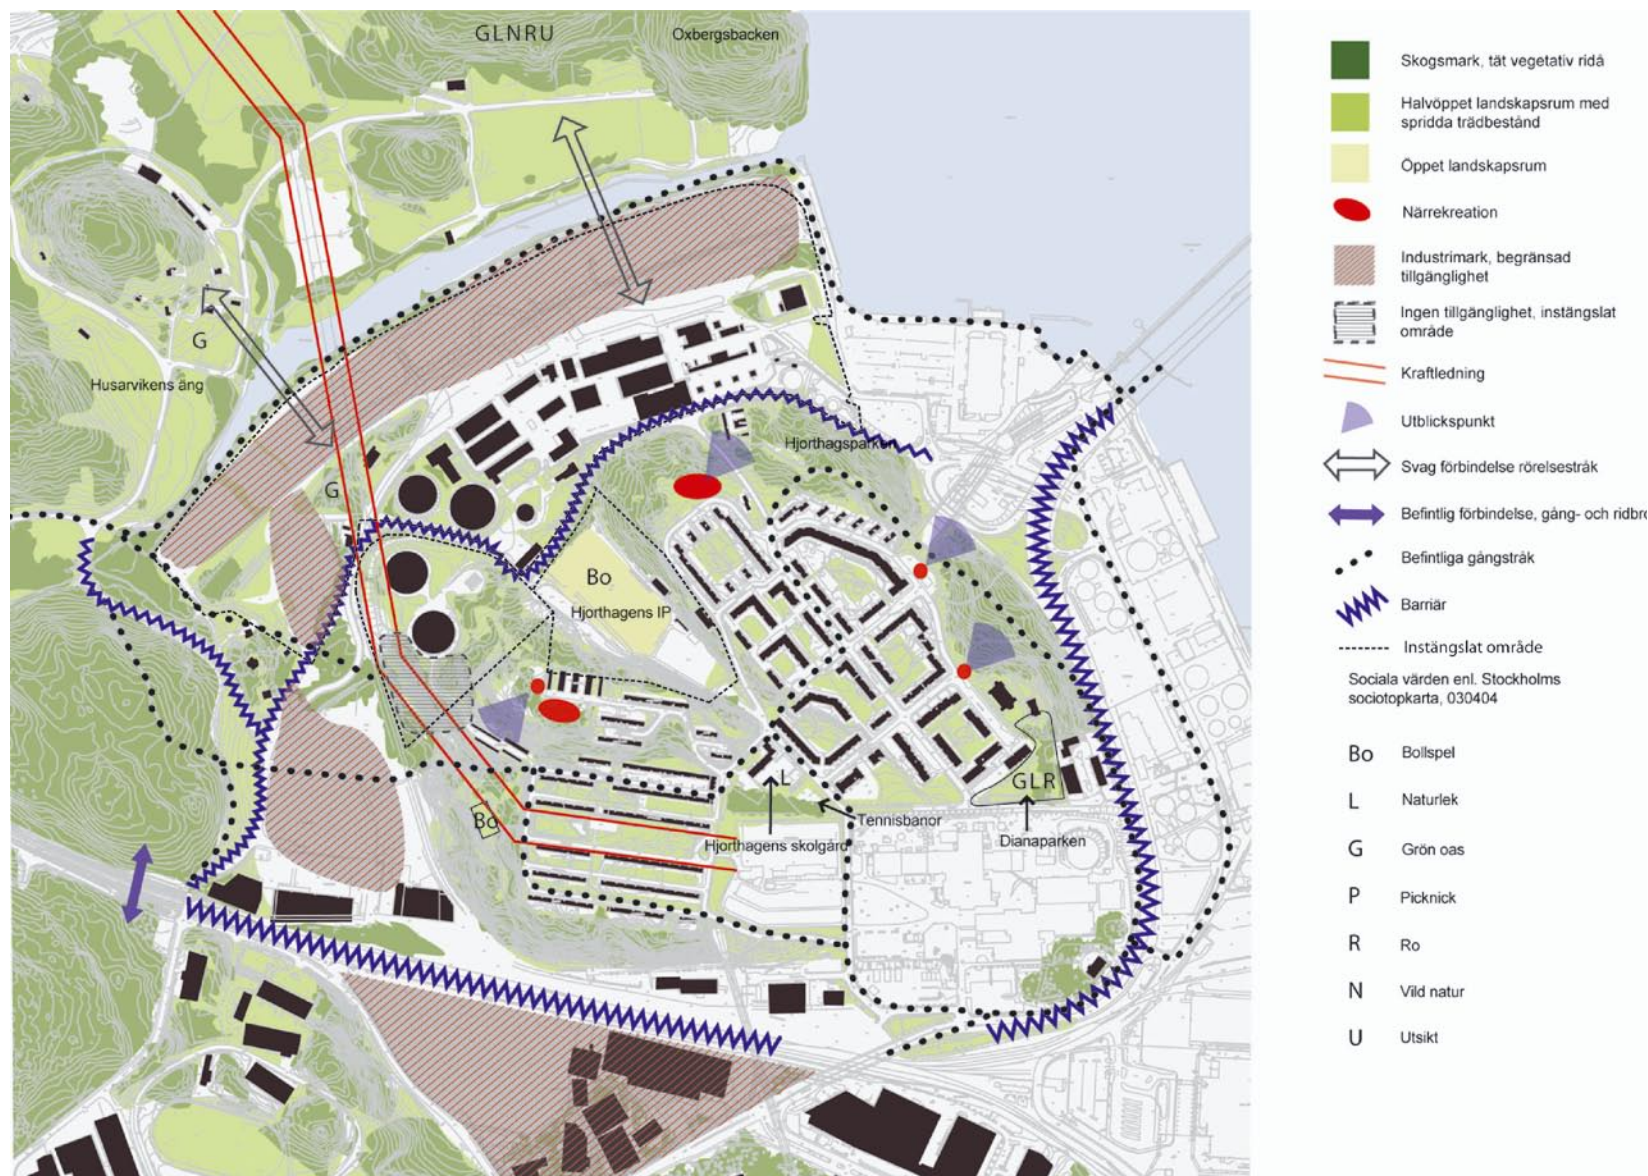 GLNRU
Oxbergsbacken
G
Husarvikens äng
G
Hjorthagsparken
Bo
Hjorthagens IP
L
GLR
Bo
Tennisbanor
Hjorthagens skolgård
Dianaparken
Skogsmark, tät vegetativ ridå
Halvöppet landskapsrum med
spridda trädbestånd
Öppet landskapsrum
Närrekreation
Industrimark, begränsad
tillgänglighet
Ingen tillgänglighet, instängslat
område
Kraftledning
Utblickspunkt
Svag förbindelse rörelsestråk
Befintlig förbindelse, gång- och ridbro
Befintliga gångstråk
Barriär
Instängslat område
Sociala värden enl. Stockholms
sociotopkarta, 030404
Bo Bollspel
L Naturlek
G Grön oas
P Picknick
R Ro
N Vild natur
U Utsikt